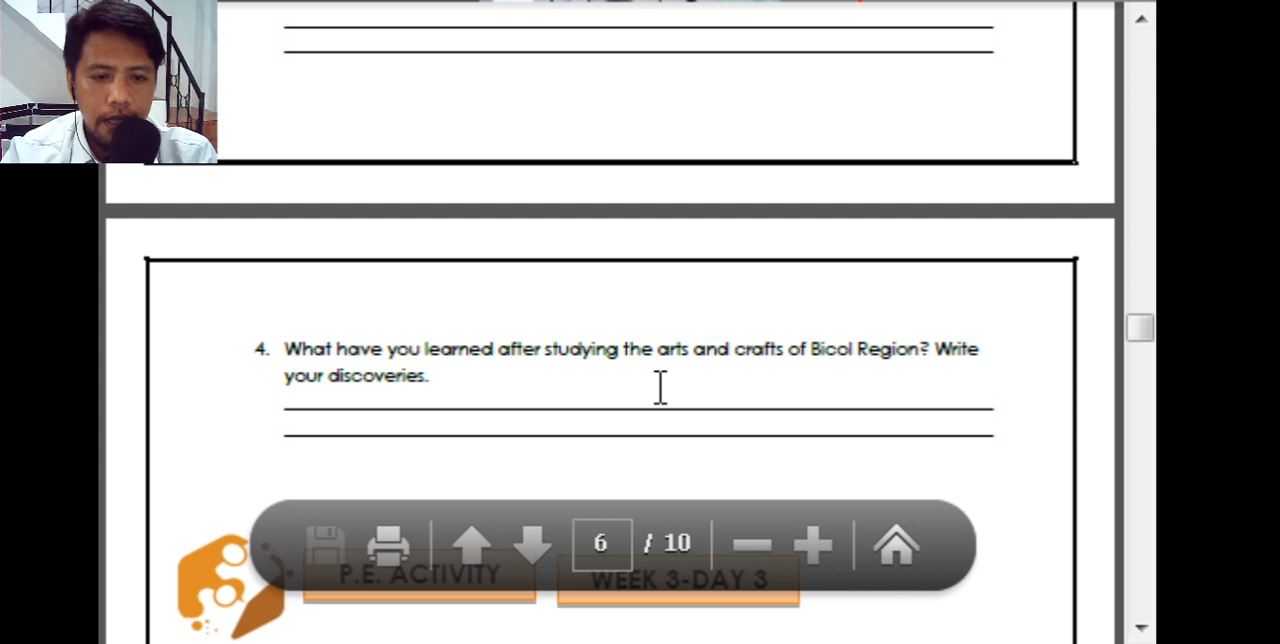 4. What have you learned after studying the arts and crafts of Bicol Region? Write
your discoveries.
6 / 10
P.E. ACTIVITY
WEEK 3-DAY 3